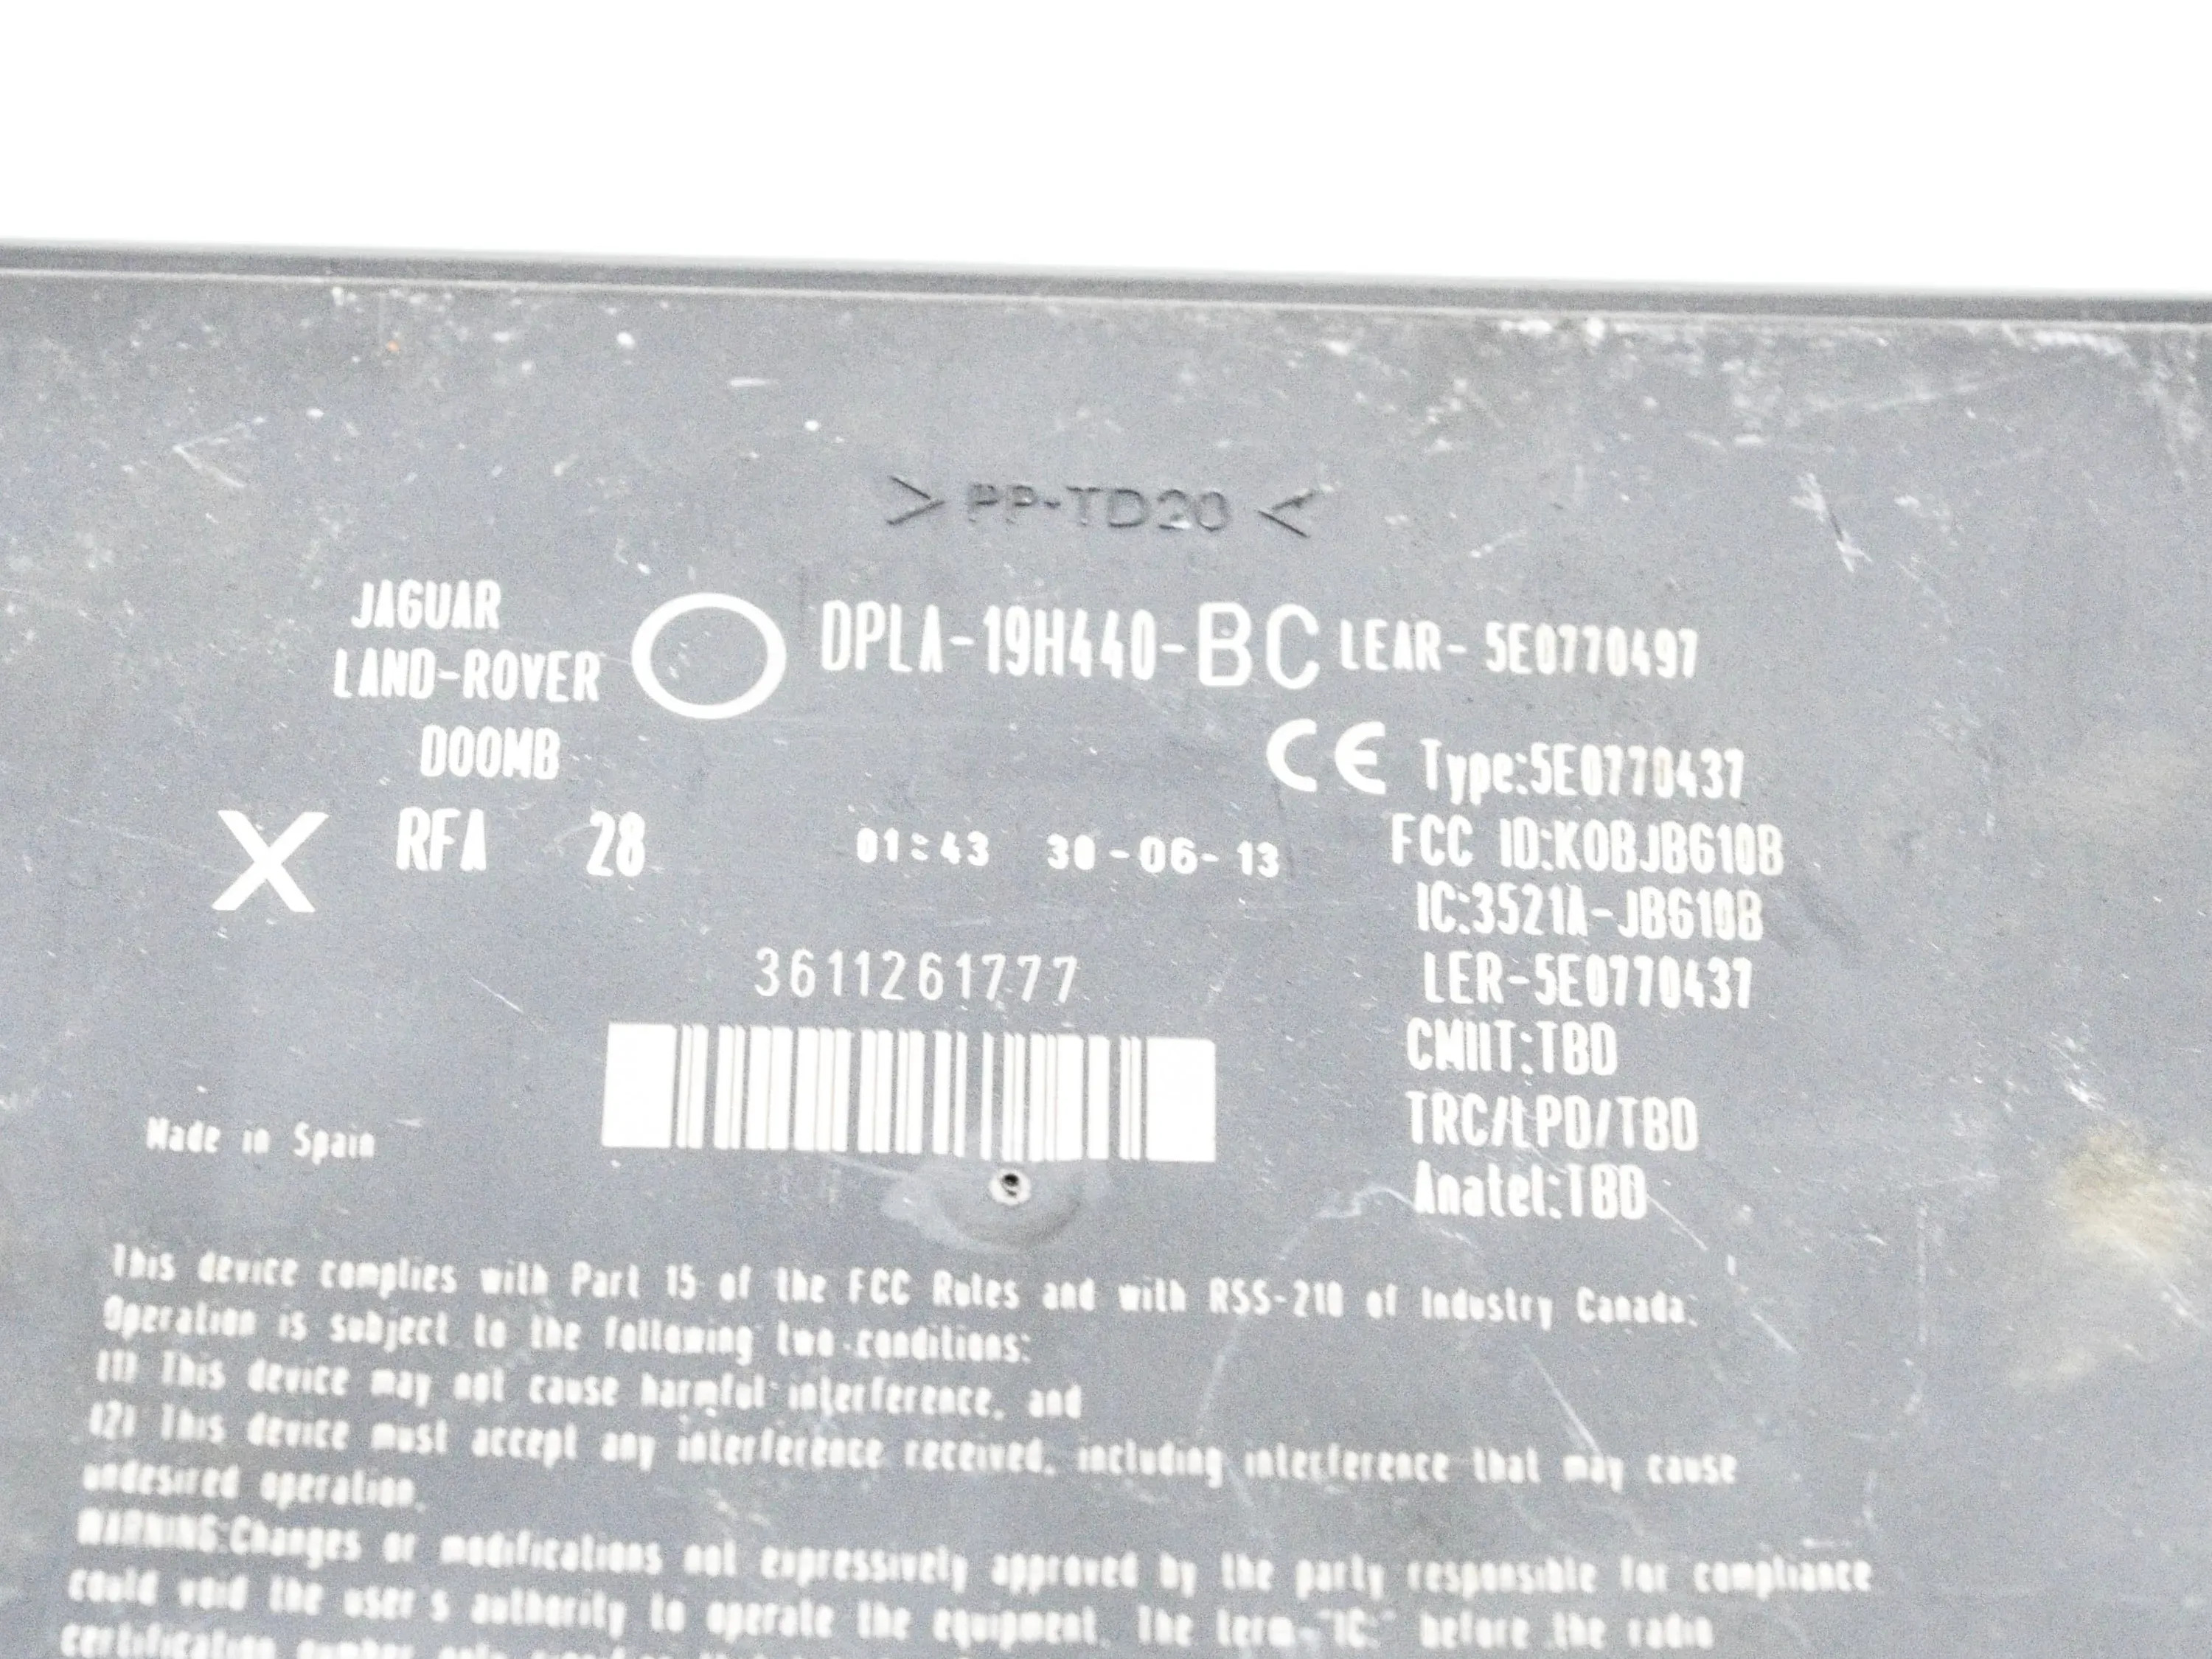 > PP-TD20 <
JAGUAR
LAND-ROVER
DPLA-19H440-BC LEAR-5E0770497
D00MB
CE Type:5E0770437
X RFA 28
01:43 30-06-13
FCC ID:KOBJB610B
IC:3521A-JB610B
3611261777
LER-5E0770437
CMIIT:TBD
TRC/LPD/TBD
Made in Spain
Anatel:TBD
This device complies with Part 15 of the FCC Rules and with RSS-210 of Industry Canada.
Operation is subject to the following two conditions:
(1) This device may not cause harmful interference, and
(2) This device must accept any interference received, including interference that may cause
undesired operation.
WARNING:Changes or modifications not expressively approved by the party responsible for compliance
could void the user's authority to operate the equipment. The term "IC:" before the radio
certification number only